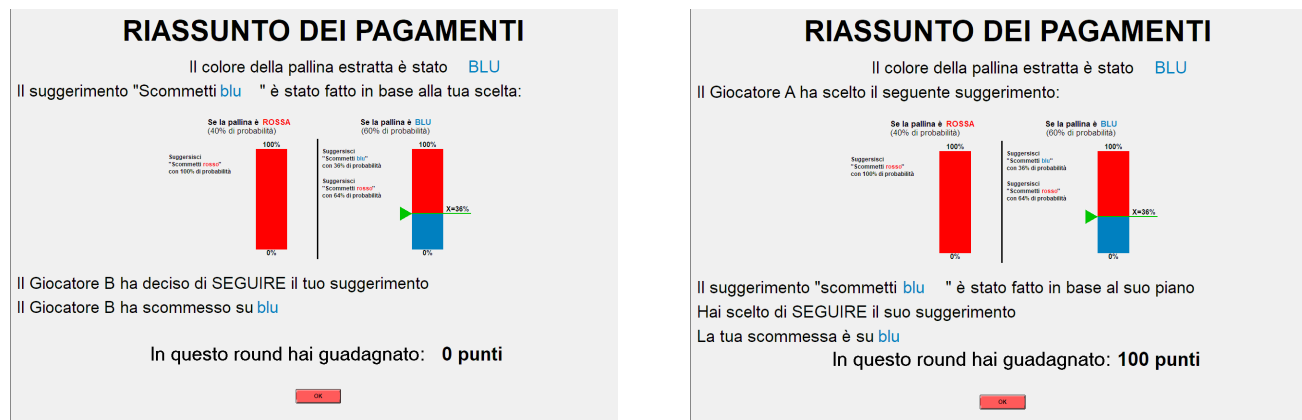 RIASSUNTO DEI PAGAMENTI
Il colore della pallina estratta è stato BLU
Il suggerimento "Scommetti blu " è stato fatto in base alla tua scelta:
Se la pallina è ROSSA
(40% di probabilità)
Se la pallina è BLU
(60% di probabilità)
100%
100%
Suggerisci
"Scommetti rosso"
con 100% di probabilità
Suggerisci
"Scommetti blu"
con 36% di probabilità
Suggerisci
"Scommetti rosso"
con 64% di probabilità
X=36%
0%
0%
Il Giocatore B ha deciso di SEGUIRE il tuo suggerimento
Il Giocatore B ha scommesso su blu
In questo round hai guadagnato: 0 punti
OK
RIASSUNTO DEI PAGAMENTI
Il colore della pallina estratta è stato BLU
Il Giocatore A ha scelto il seguente suggerimento:
Se la pallina è ROSSA
(40% di probabilità)
Se la pallina è BLU
(60% di probabilità)
100%
100%
Suggerisci
"Scommetti rosso"
con 100% di probabilità
Suggerisci
"Scommetti blu"
con 36% di probabilità
Suggerisci
"Scommetti rosso"
con 64% di probabilità
X=36%
0%
0%
Il suggerimento "scommetti blu " è stato fatto in base al suo piano
Hai scelto di SEGUIRE il suo suggerimento
La tua scommessa è su blu
In questo round hai guadagnato: 100 punti
OK